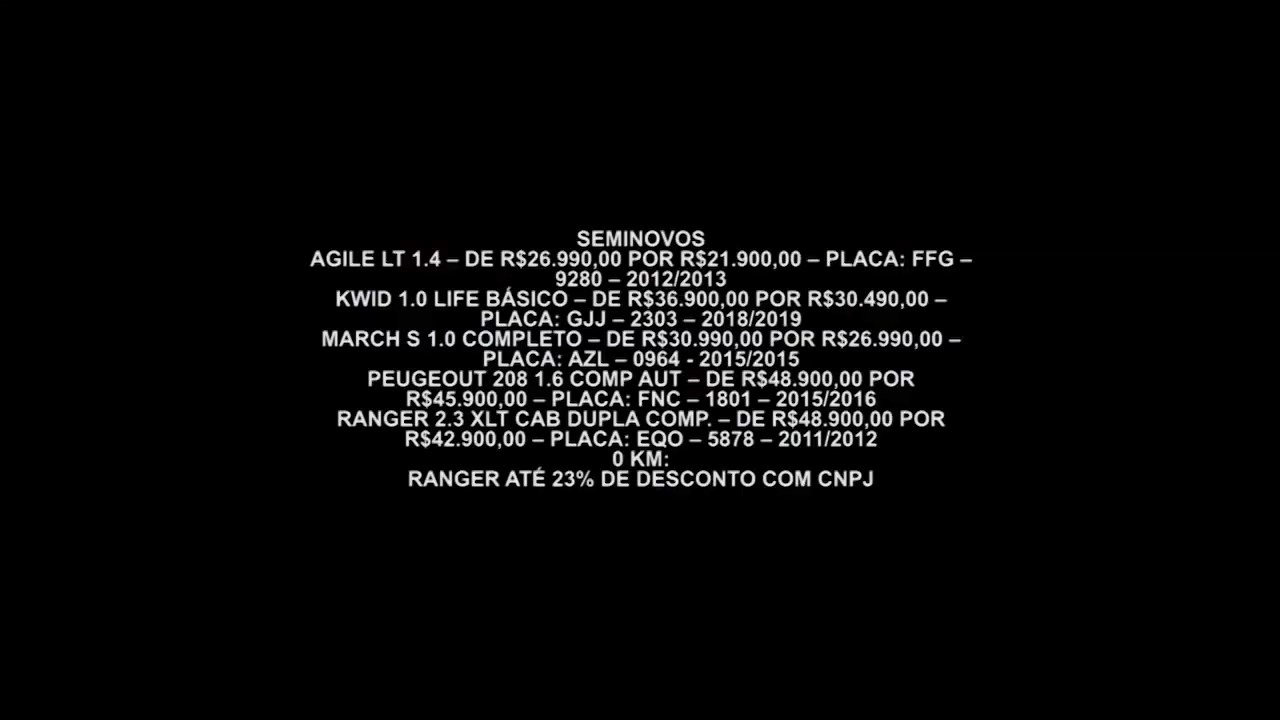 SEMINOVOS
AGILE LT 1.4 – DE R$26.990,00 POR R$21.900,00 – PLACA: FFG –
9280 – 2012/2013
KWID 1.0 LIFE BÁSICO – DE R$36.900,00 POR R$30.490,00 –
PLACA: GJJ – 2303 – 2018/2019
MARCH S 1.0 COMPLETO – DE R$30.990,00 POR R$26.990,00 –
PLACA: AZL – 0964 - 2015/2015
PEUGEOUT 208 1.6 COMP AUT – DE R$48.900,00 POR
R$45.900,00 – PLACA: FNC – 1801 – 2015/2016
RANGER 2.3 XLT CAB DUPLA COMP. – DE R$48.900,00 POR
R$42.900,00 – PLACA: EQO – 5878 – 2011/2012
0 KM:
RANGER ATÉ 23% DE DESCONTO COM CNPJ